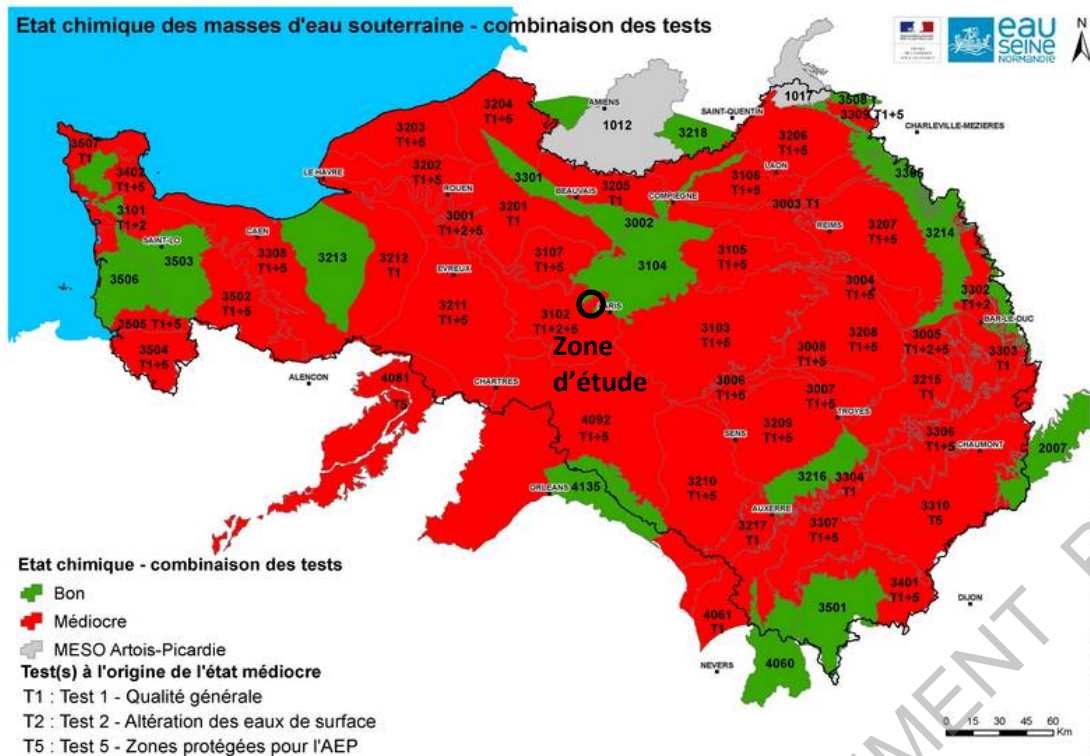 Etat chimique des masses d'eau souterraine - combinaison des tests
eau
SEINE
NORMANDIE
N
AMIENS
1012
SAINT-QUENTIN
3218
1017
3508
3309 T1+5
CHARLEVILLE-MEZIERES
3204
T1+5
3203
T1+5
3202
T1+5
LE HAVRE
ROUEN
3301
BEAUVAIS
3205
T1
COMPIEGNE
3106
T1+5
LAON
3206
T1+5
3507
T1
3402
T1+5
3101
T1+2
SAINT-LO
3503
3506
CAEN
3308
T1+5
3213
3212
T1
3001
T1+2+5
3201
T1
EVREUX
3107
T1+5
3002
3104
3003 T1
REIMS
3207
T1+5
3214
3105
T1+5
3004
T1+5
3302
T1+2
BAR-LE-DUC
3502
T1+5
3505 T1+5
3504
T1+5
3211
T1+5
3102
T1+2+5
ARIS
Zone
d'étude
3103
T1+5
3008
T1+5
3208
T1+5
3005
T1+2+5
3303
T1
ALENCON
4081
T5
CHARTRES
3006
T1+5
3007
T1+5
TROYES
3215
T1
4092
T1+5
SENS
3209
T1+5
3306
T1+5
CHAUMONT
2007
ORLEANS
4135
3210
T1+5
3216
3304
T1
AUXERRE
3217
T1
3307
T1+5
3310
T5
4061
T1
3501
3401
T1+5
DIJON
NEVERS
4060
Etat chimique - combinaison des tests
Bon
Médiocre
MESO Artois-Picardie
Test(s) à l'origine de l'état médiocre
T1 : Test 1 - Qualité générale
T2 : Test 2 - Altération des eaux de surface
T5 : Test 5 - Zones protégées pour l'AEP
0 15 30 45 60
Km